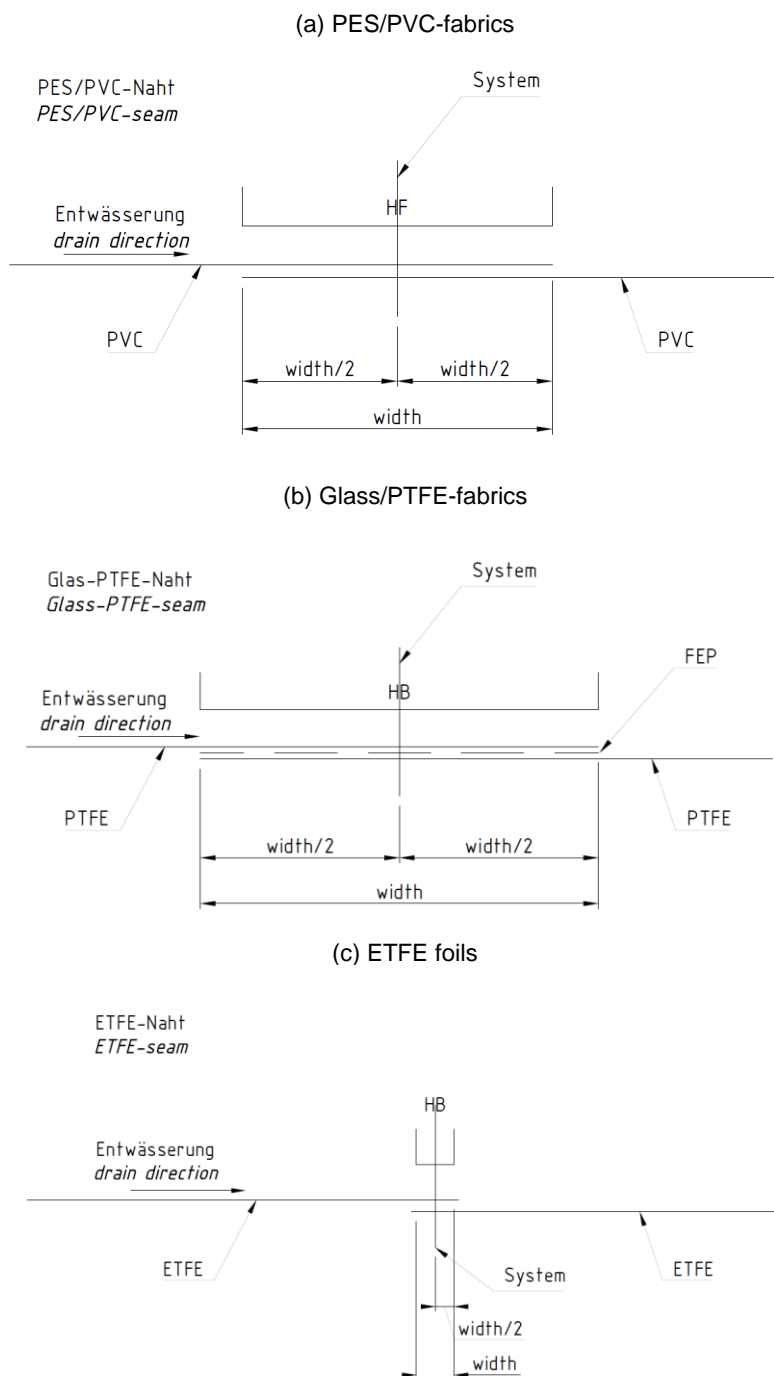 (a) PES/PVC-fabrics
PES/PVC-Naht
PES/PVC-seam
System
HF
Entwässerung
drain direction
PVC
PVC
width/2
width/2
width
(b) Glass/PTFE-fabrics
Glas-PTFE-Naht
Glass-PTFE-seam
System
FEP
HB
Entwässerung
drain direction
PTFE
PTFE
width/2
width/2
width
(c) ETFE foils
ETFE-Naht
ETFE-seam
HB
Entwässerung
drain direction
ETFE
System
ETFE
width/2
width